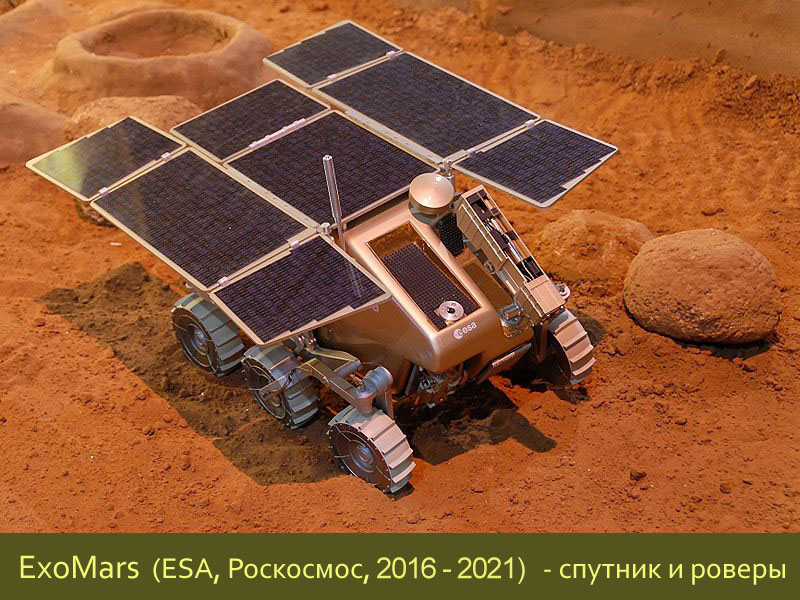 esa
ExoMars (ESA, Роскосмос, 2016 - 2021) - спутник и роверы